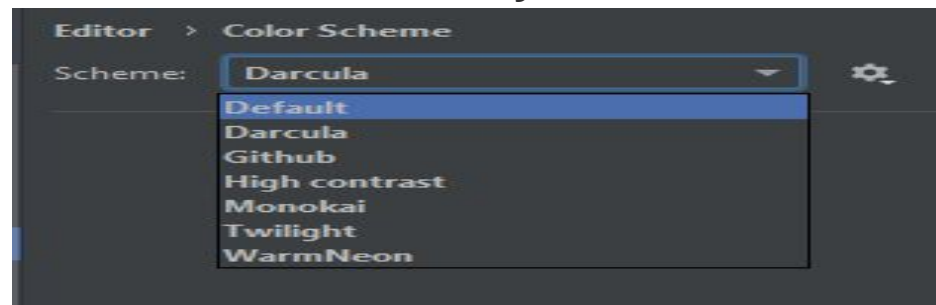 Editor > Color Scheme
Scheme: Darcula
Default
Darcula
Github
High contrast
Monokai
Twilight
WarmNeon